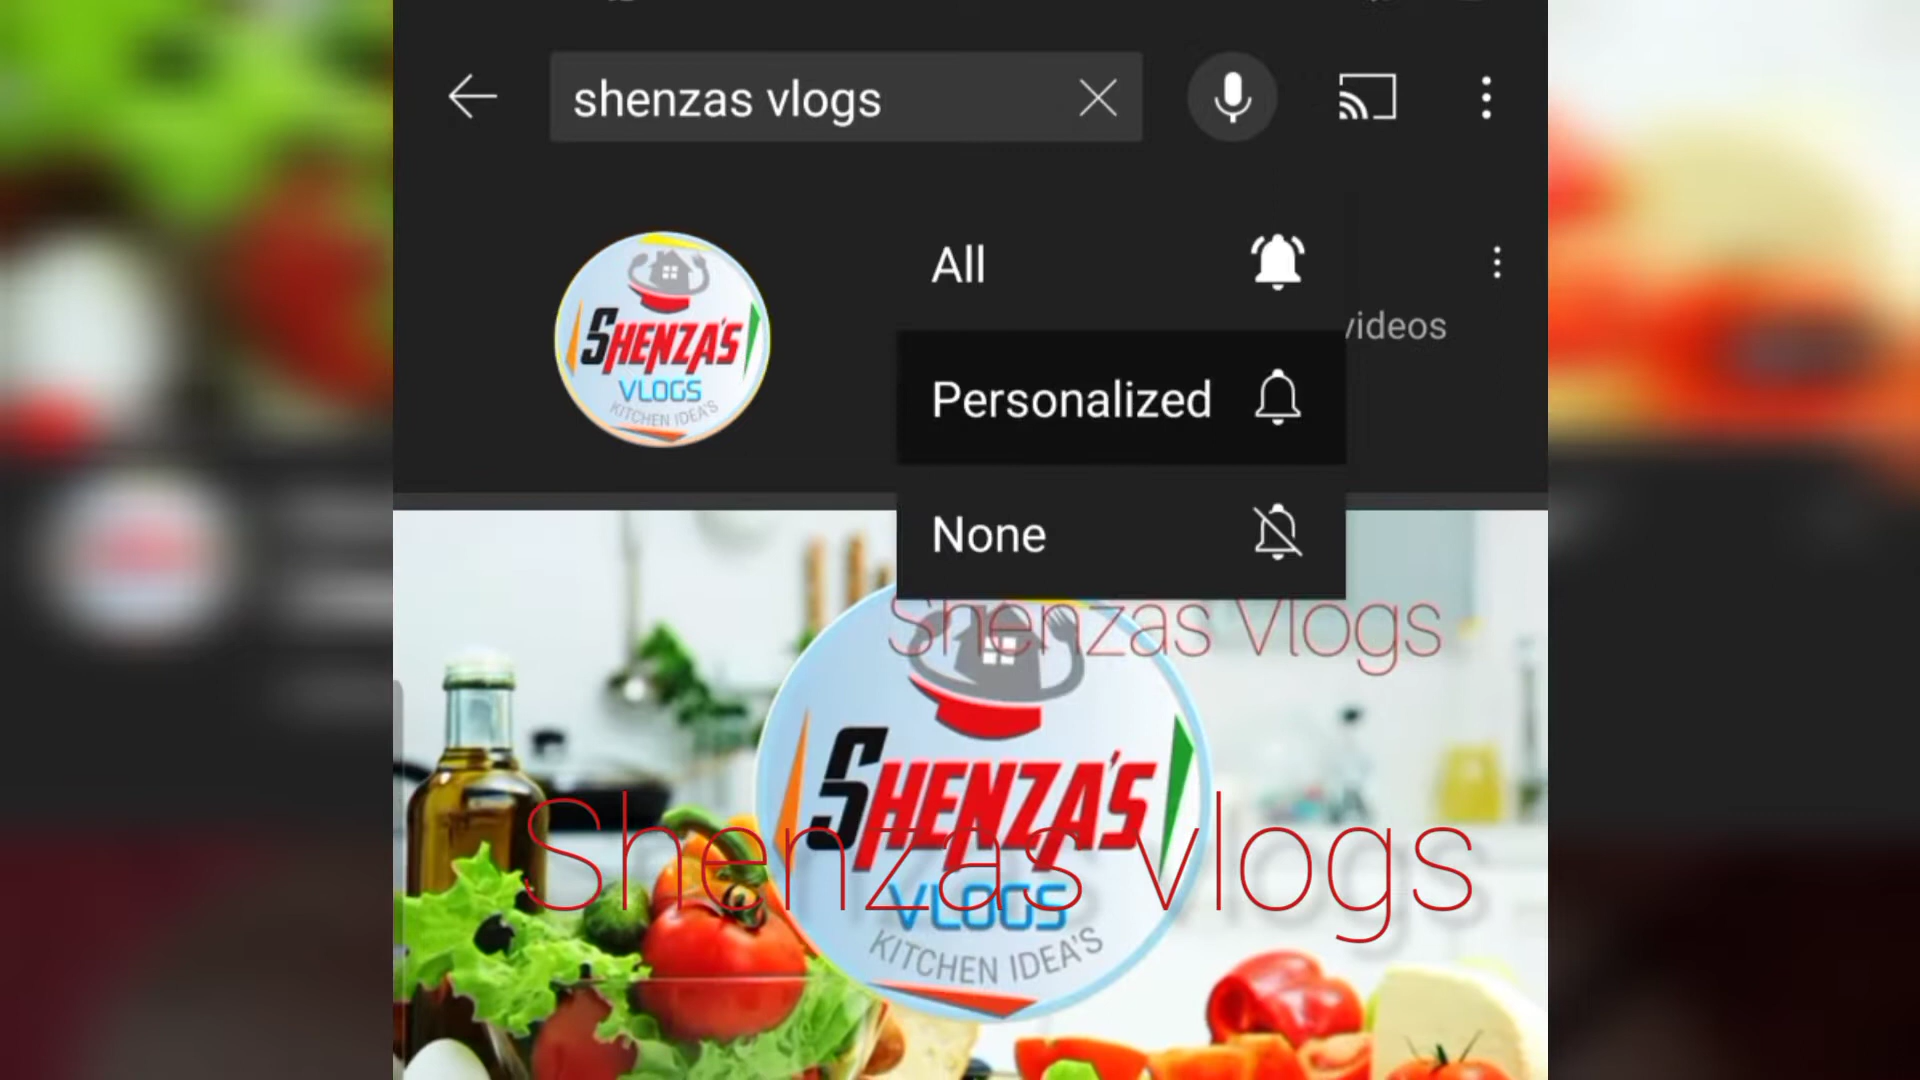 shenzas vlogs
All
SHENZA'S
VLOGS
KITCHEN IDEA'S
videos
Personalized
None
Shenzas Vlogs
SHENZA'S
Shenzas vlogs
VLOGS
KITCHEN IDEA'S